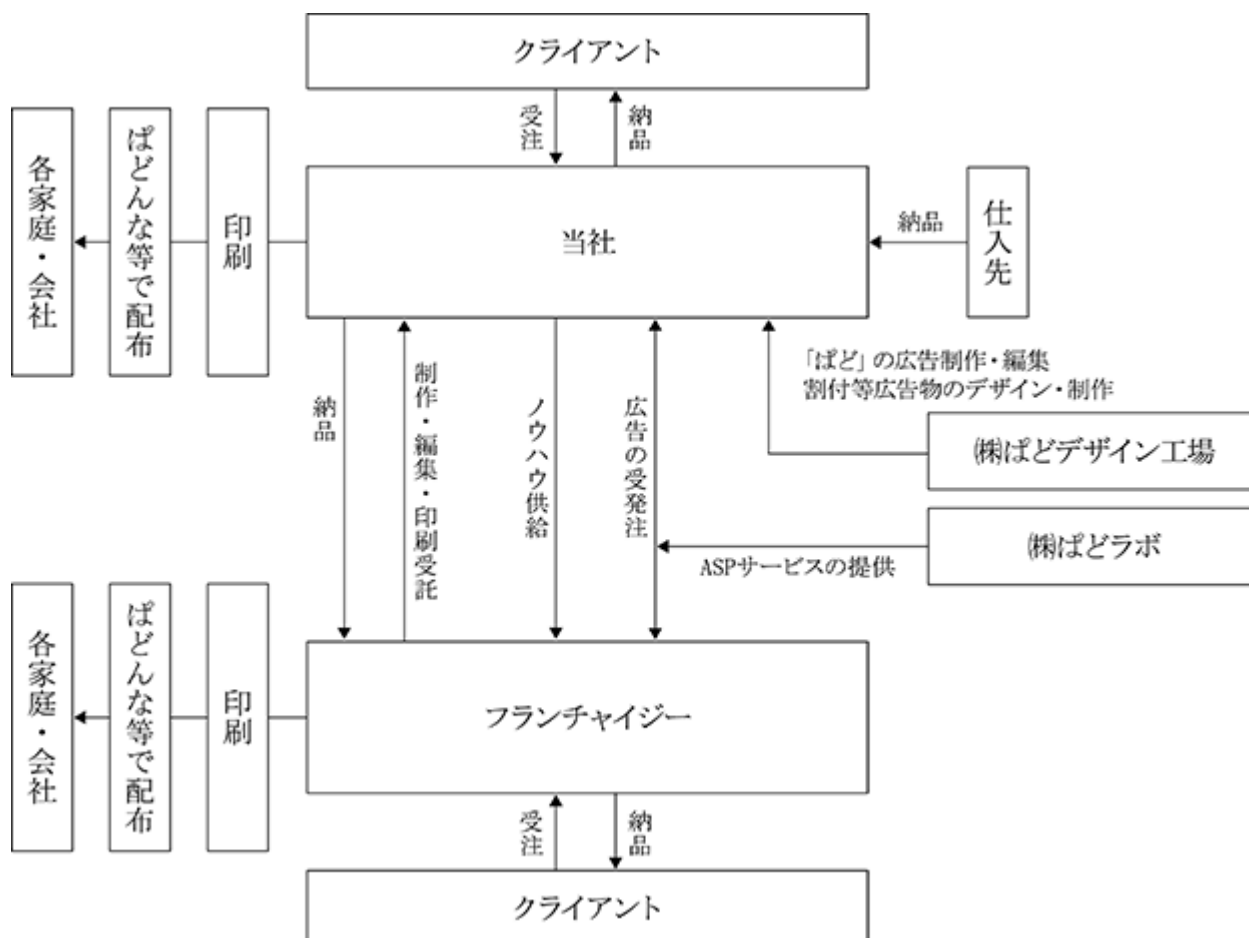 クライアント
受注
納品
各家庭・会社
ぱどんな等で配布
印刷
当社
納品
仕入先
納品
制作・編集・印刷受託
ノウハウ供給
広告の受発注
「ぱど」の広告制作・編集
割付等広告物のデザイン・制作
㈱ぱどデザイン工場
㈱ぱどラボ
ASPサービスの提供
各家庭・会社
ぱどんな等で配布
印刷
フランチャイジー
受注
納品
クライアント